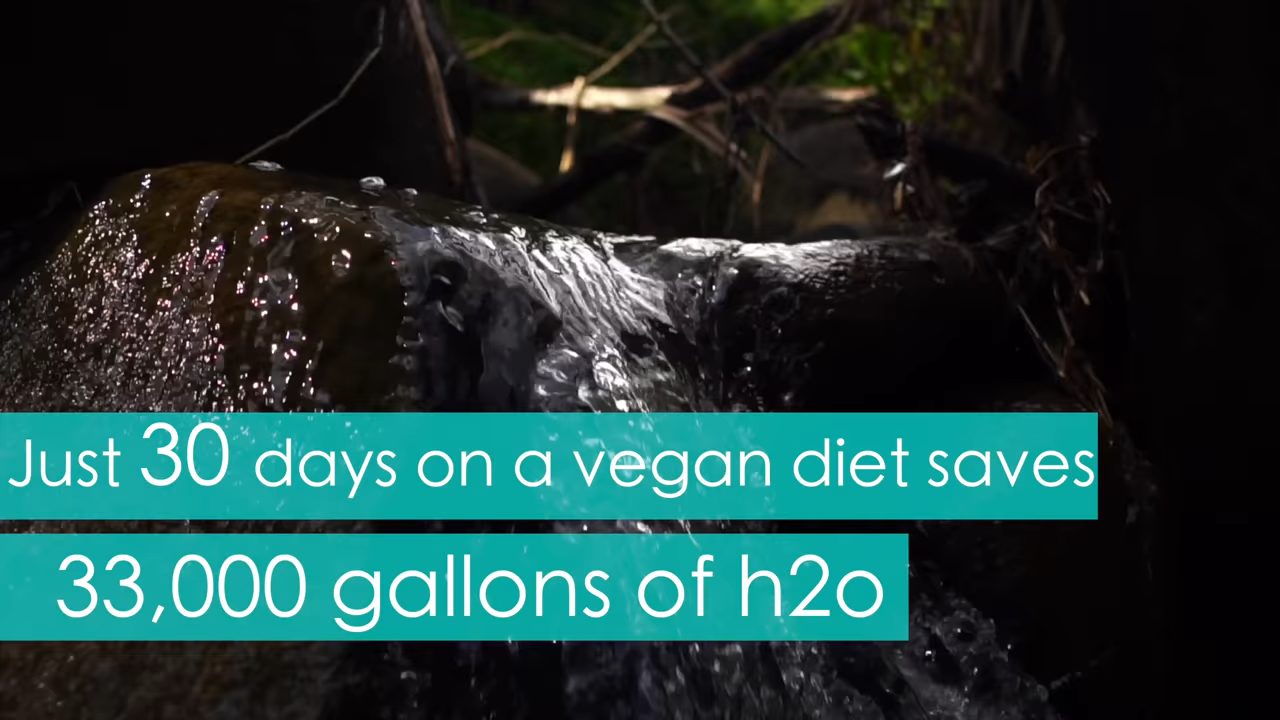 Just 30 days on a vegan diet saves
33,000 gallons of h2o